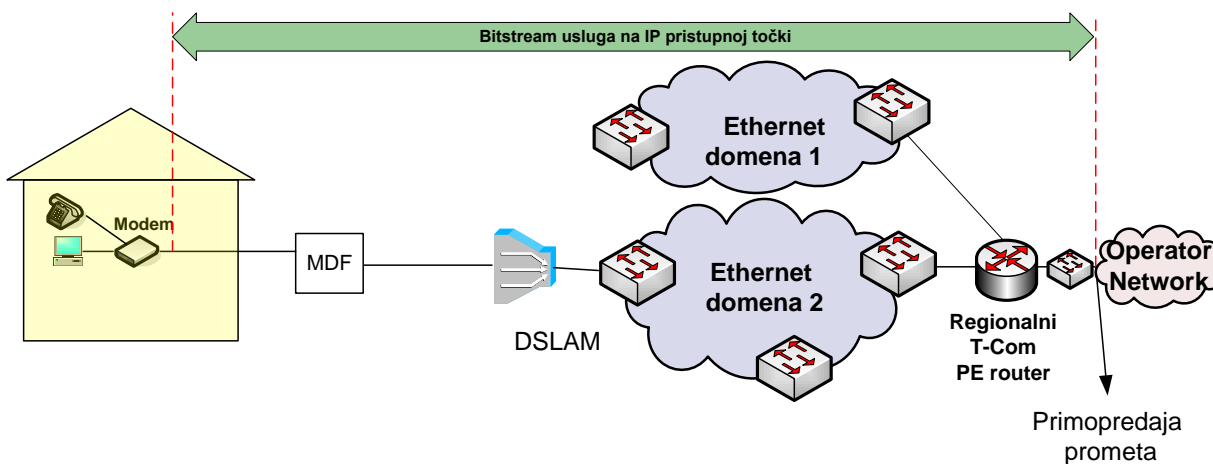 Bitstream usluga na IP pristupnoj točki
Ethernet
domena 1
Modem
MDF
DSLAM
Ethernet
domena 2
Regionalni
T-Com
PE router
Operator
Network
Primopredaja
prometa